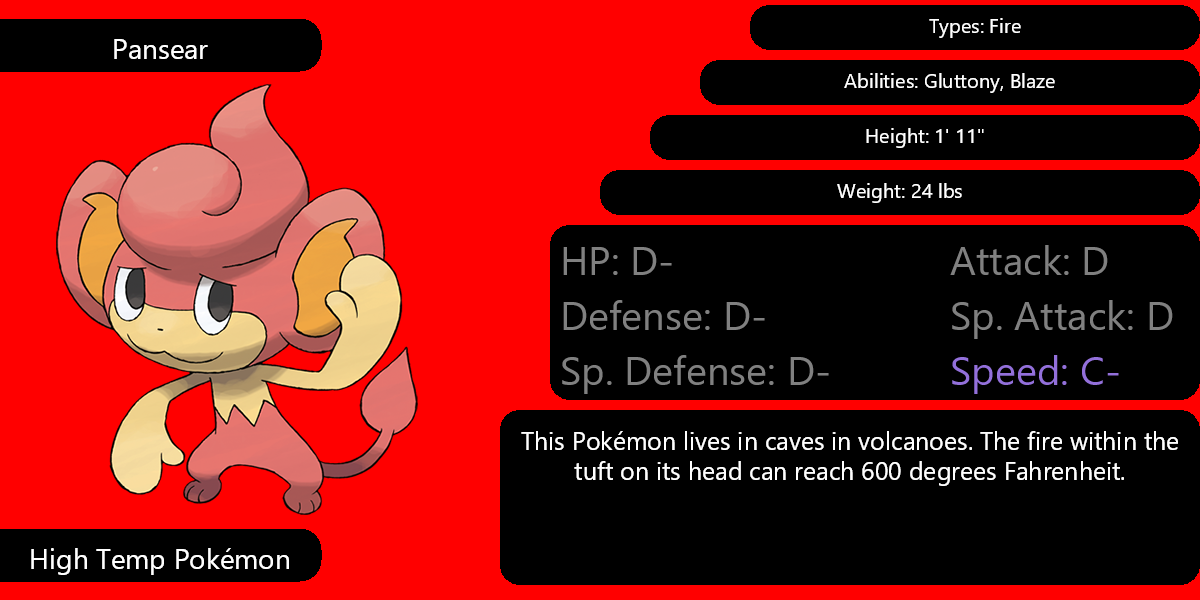 Pansear
High Temp Pokémon
Types: Fire
Abilities: Gluttony, Blaze
Height: 1' 11"
Weight: 24 lbs
HP: D-
Attack: D
Defense: D-
Sp. Attack: D
Sp. Defense: D-
Speed: C-
This Pokémon lives in caves in volcanoes. The fire within the
tuft on its head can reach 600 degrees Fahrenheit.